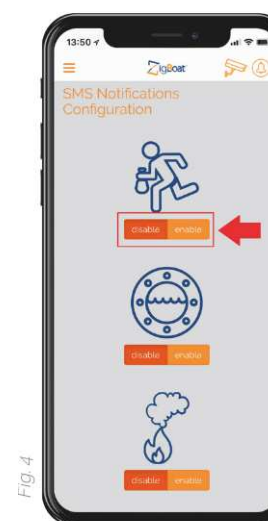 13:50
ZigBoat
SMS Notifications
Configuration
disable enable
disable enable
disable enable
Fig. 4